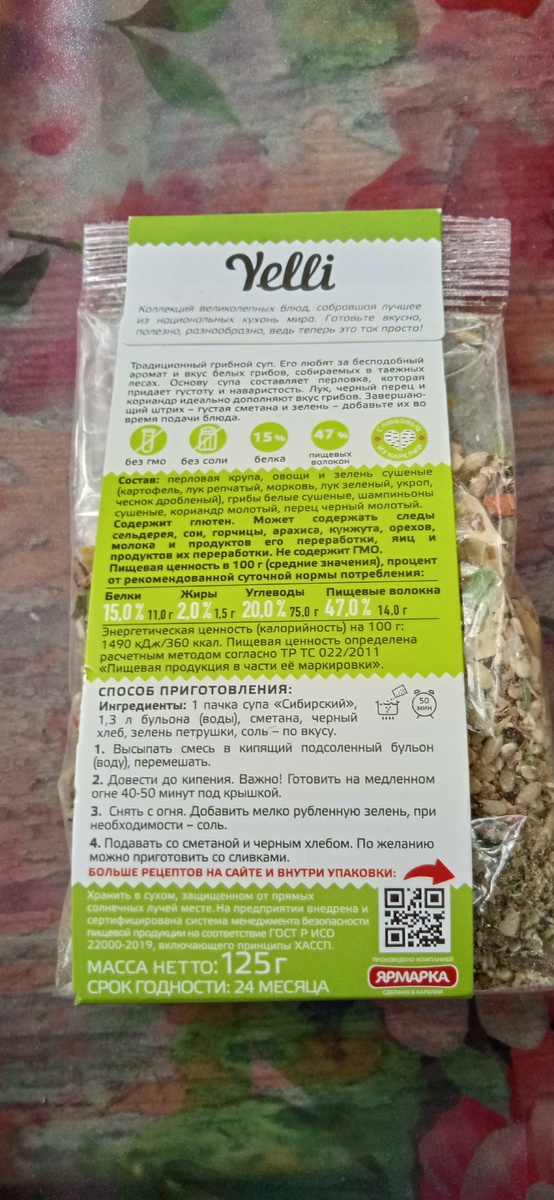 Yelli
Коллекция великолепных блюд, собравшая лучшее
из национальных кухонь мира. Готовьте вкусно,
полезно, разнообразно, ведь теперь это так просто!
Традиционный грибной суп. Его любят за бесподобный
аромат и вкус белых грибов, собираемых в таежных
лесах. Основу супа составляет перловка, которая
придает густоту и наваристость. Лук, черный перец и
кориандр идеально дополняют вкус грибов. Завершаю-
щий штрих – густая сметана и зелень – добавьте их во
время подачи блюда.
без гмо
без соли
15%
белка
47%
пищевых
волокон
С ЛЮБОВЬЮ
ИЗ КАРЕЛИИ
Состав: перловая крупа, овощи и зелень сушеные
(картофель, лук репчатый, морковь, лук зеленый, укроп,
чеснок дробленый), грибы белые сушеные, шампиньоны
сушеные, кориандр молотый, перец черный молотый.
Содержит глютен. Может содержать следы
сельдерея, сои, горчицы, арахиса, кунжута, орехов,
молока и продуктов его переработки, яиц и
продуктов их переработки. Не содержит ГМО.
Пищевая ценность в 100 г (средние значения), процент
от рекомендованной суточной нормы потребления:
Белки Жиры Углеводы Пищевые волокна
15,0% 11,0 г 2,0% 1,5 г 20,0% 75,0 г 47,0% 14,0 г
Энергетическая ценность (калорийность) на 100 г:
1490 кДж/360 ккал. Пищевая ценность определена
расчетным методом согласно ТР ТС 022/2011
«Пищевая продукция в части её маркировки».
СПОСОБ ПРИГОТОВЛЕНИЯ:
Ингредиенты: 1 пачка супа «Сибирский»,
1,3 л бульона (воды), сметана, черный
хлеб, зелень петрушки, соль – по вкусу.
50
МИН
1. Высыпать смесь в кипящий подсоленный бульон
(воду), перемешать.
2. Довести до кипения. Важно! Готовить на медленном
огне 40-50 минут под крышкой.
3. Снять с огня. Добавить мелко рубленную зелень, при
необходимости – соль.
4. Подавать со сметаной и черным хлебом. По желанию
можно приготовить со сливками.
БОЛЬШЕ РЕЦЕПТОВ НА САЙТЕ И ВНУТРИ УПАКОВКИ:
Хранить в сухом, защищенном от прямых
солнечных лучей месте. На предприятии внедрена и
сертифицирована система менеджмента безопасности
пищевой продукции на соответствие ГОСТ Р ИСО
22000-2019, включающего принципы ХАССП.
МАССА НЕТТО: 125 г
СРОК ГОДНОСТИ: 24 МЕСЯЦА
ПРОИЗВЕДЕНО КОМПАНИЕЙ
ЯРМАРКА
СДЕЛАНО В КАРЕЛИИ